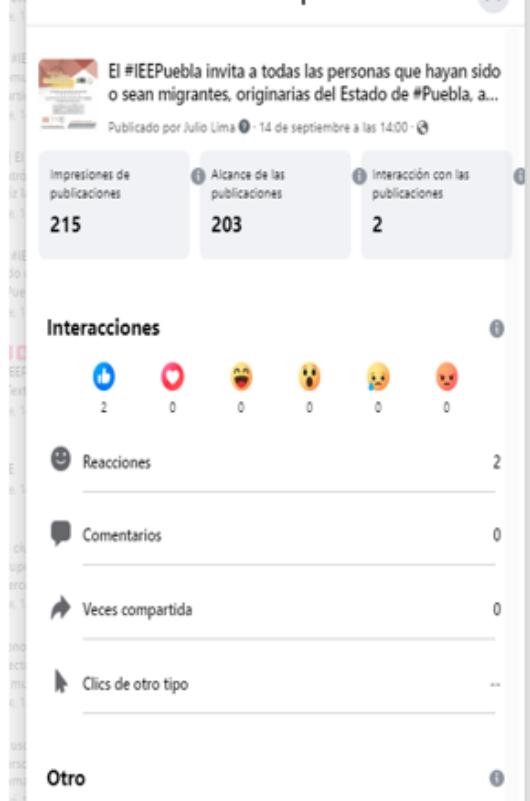 El #IEEPuebla invita a todas las personas que hayan sido
o sean migrantes, originarias del Estado de #Puebla, a...
Publicado por Julio Lima · 14 de septiembre a las 14:00 ·
Impresiones de
publicaciones
215
Alcance de las
publicaciones
203
Interacción con las
publicaciones
2
Interacciones
2 0 0 0 0 0
Reacciones 2
Comentarios 0
Veces compartida 0
Clics de otro tipo --
Otro